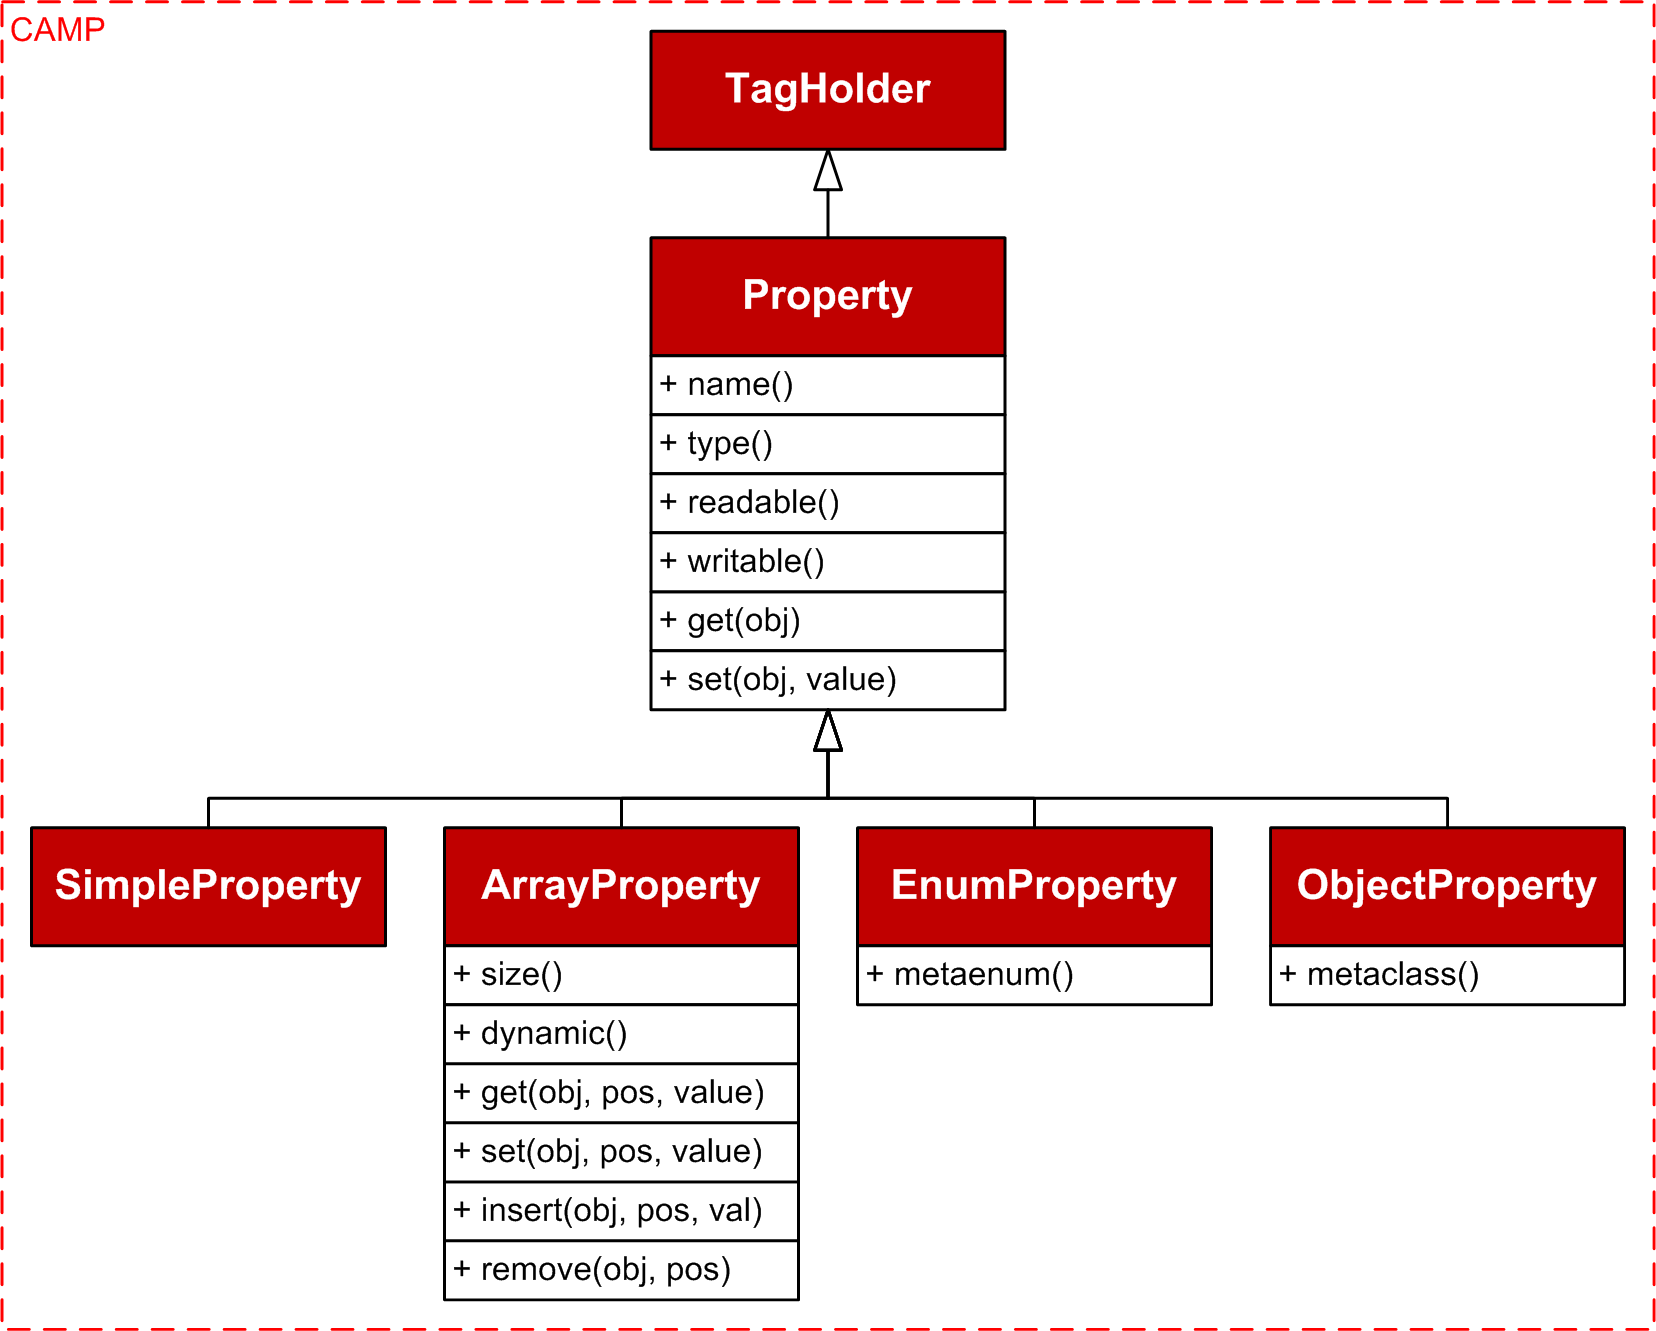 CAMP
TagHolder
Property
+ name()
+ type()
+ readable()
+ writable()
+ get(obj)
+ set(obj, value)
SimpleProperty
ArrayProperty
+ size()
+ dynamic()
+ get(obj, pos, value)
+ set(obj, pos, value)
+ insert(obj, pos, val)
+ remove(obj, pos)
EnumProperty
+ metaenum()
ObjectProperty
+ metaclass()